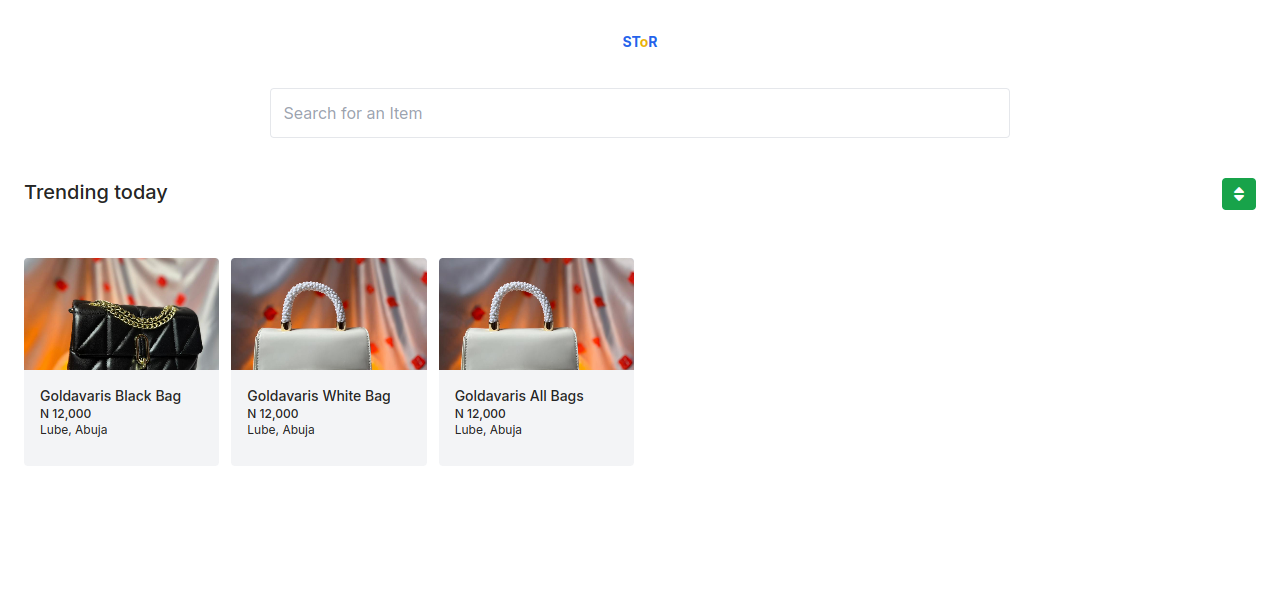 SToR
Search for an Item
Trending today
Goldavaris Black Bag
N 12,000
Lube, Abuja
Goldavaris White Bag
N 12,000
Lube, Abuja
Goldavaris All Bags
N 12,000
Lube, Abuja